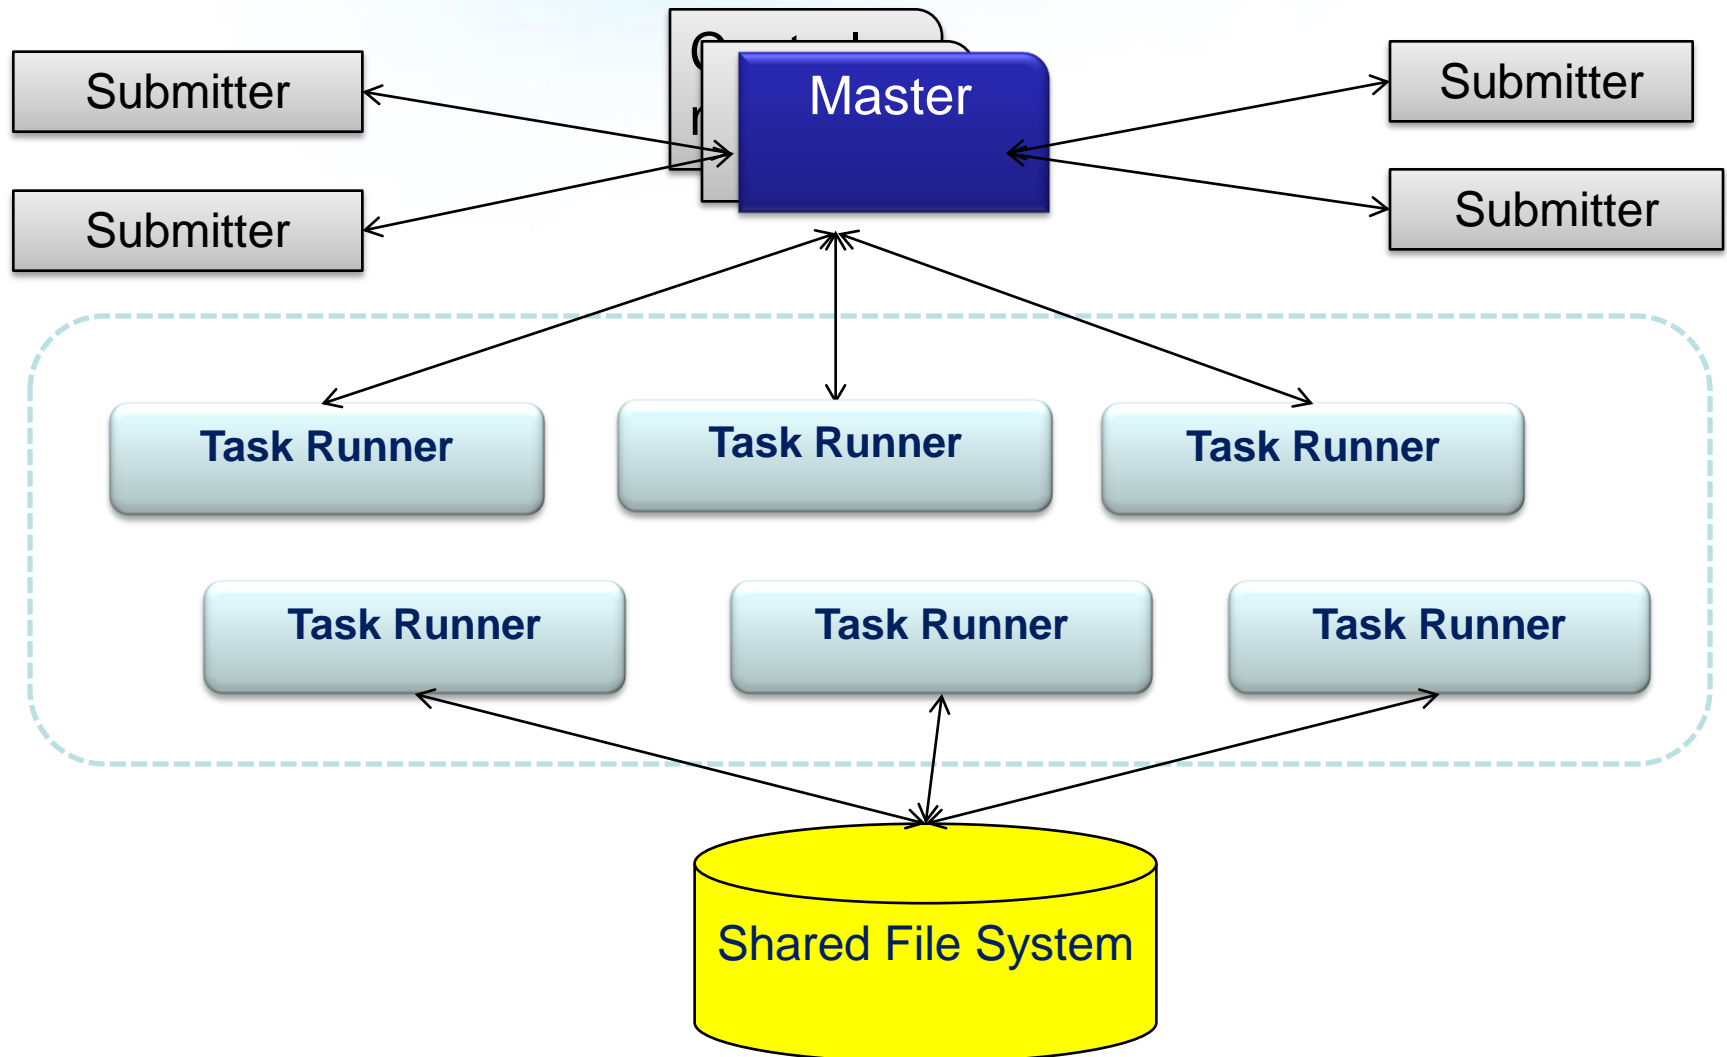 Submitter
Master
Submitter
Submitter
Submitter
Task Runner
Task Runner
Task Runner
Task Runner
Task Runner
Task Runner
Shared File System